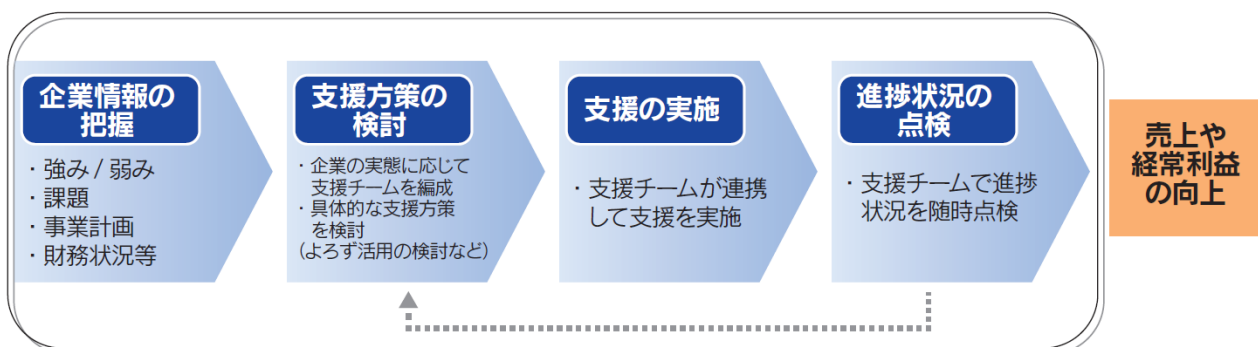 企業情報の
把握
・強み / 弱み
・課題
・事業計画
・財務状況等
支援方策の
検討
・企業の実態に応じて
支援チームを編成
・具体的な支援方策
を検討
(よろず活用の検討など)
支援の実施
・支援チームが連携
して支援を実施
進捗状況の
点検
・支援チームで進捗
状況を随時点検
売上や
経常利益
の向上